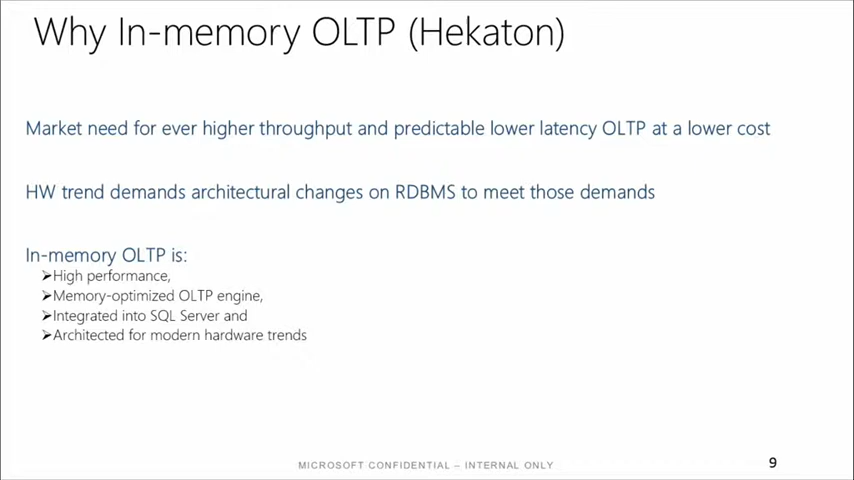 Why In-memory OLTP (Hekaton)
Market need for ever higher throughput and predictable lower latency OLTP at a lower cost
HW trend demands architectural changes on RDBMS to meet those demands
In-memory OLTP is:
➢High performance,
➢Memory-optimized OLTP engine,
➢Integrated into SQL Server and
➢Architected for modern hardware trends
MICROSOFT CONFIDENTIAL – INTERNAL ONLY
9